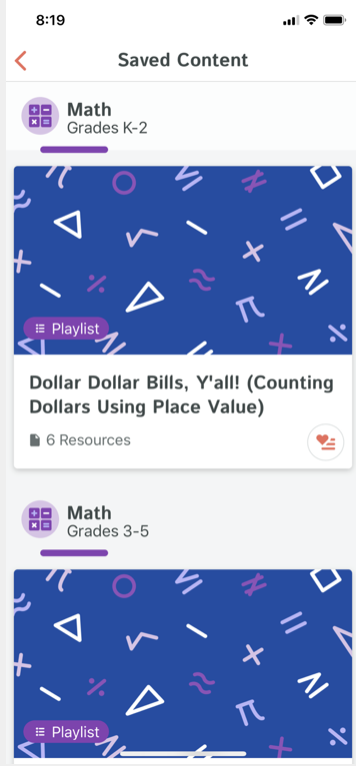 8:19
Saved Content
Math
Grades K-2
Playlist
Dollar Dollar Bills, Y'all! (Counting
Dollars Using Place Value)
6 Resources
Math
Grades 3-5
Playlist